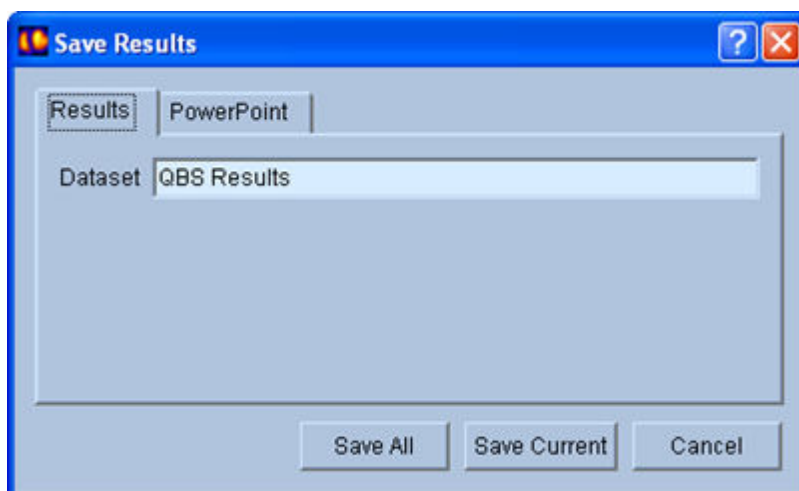 Save Results
Results PowerPoint
Dataset QBS Results
Save All Save Current Cancel